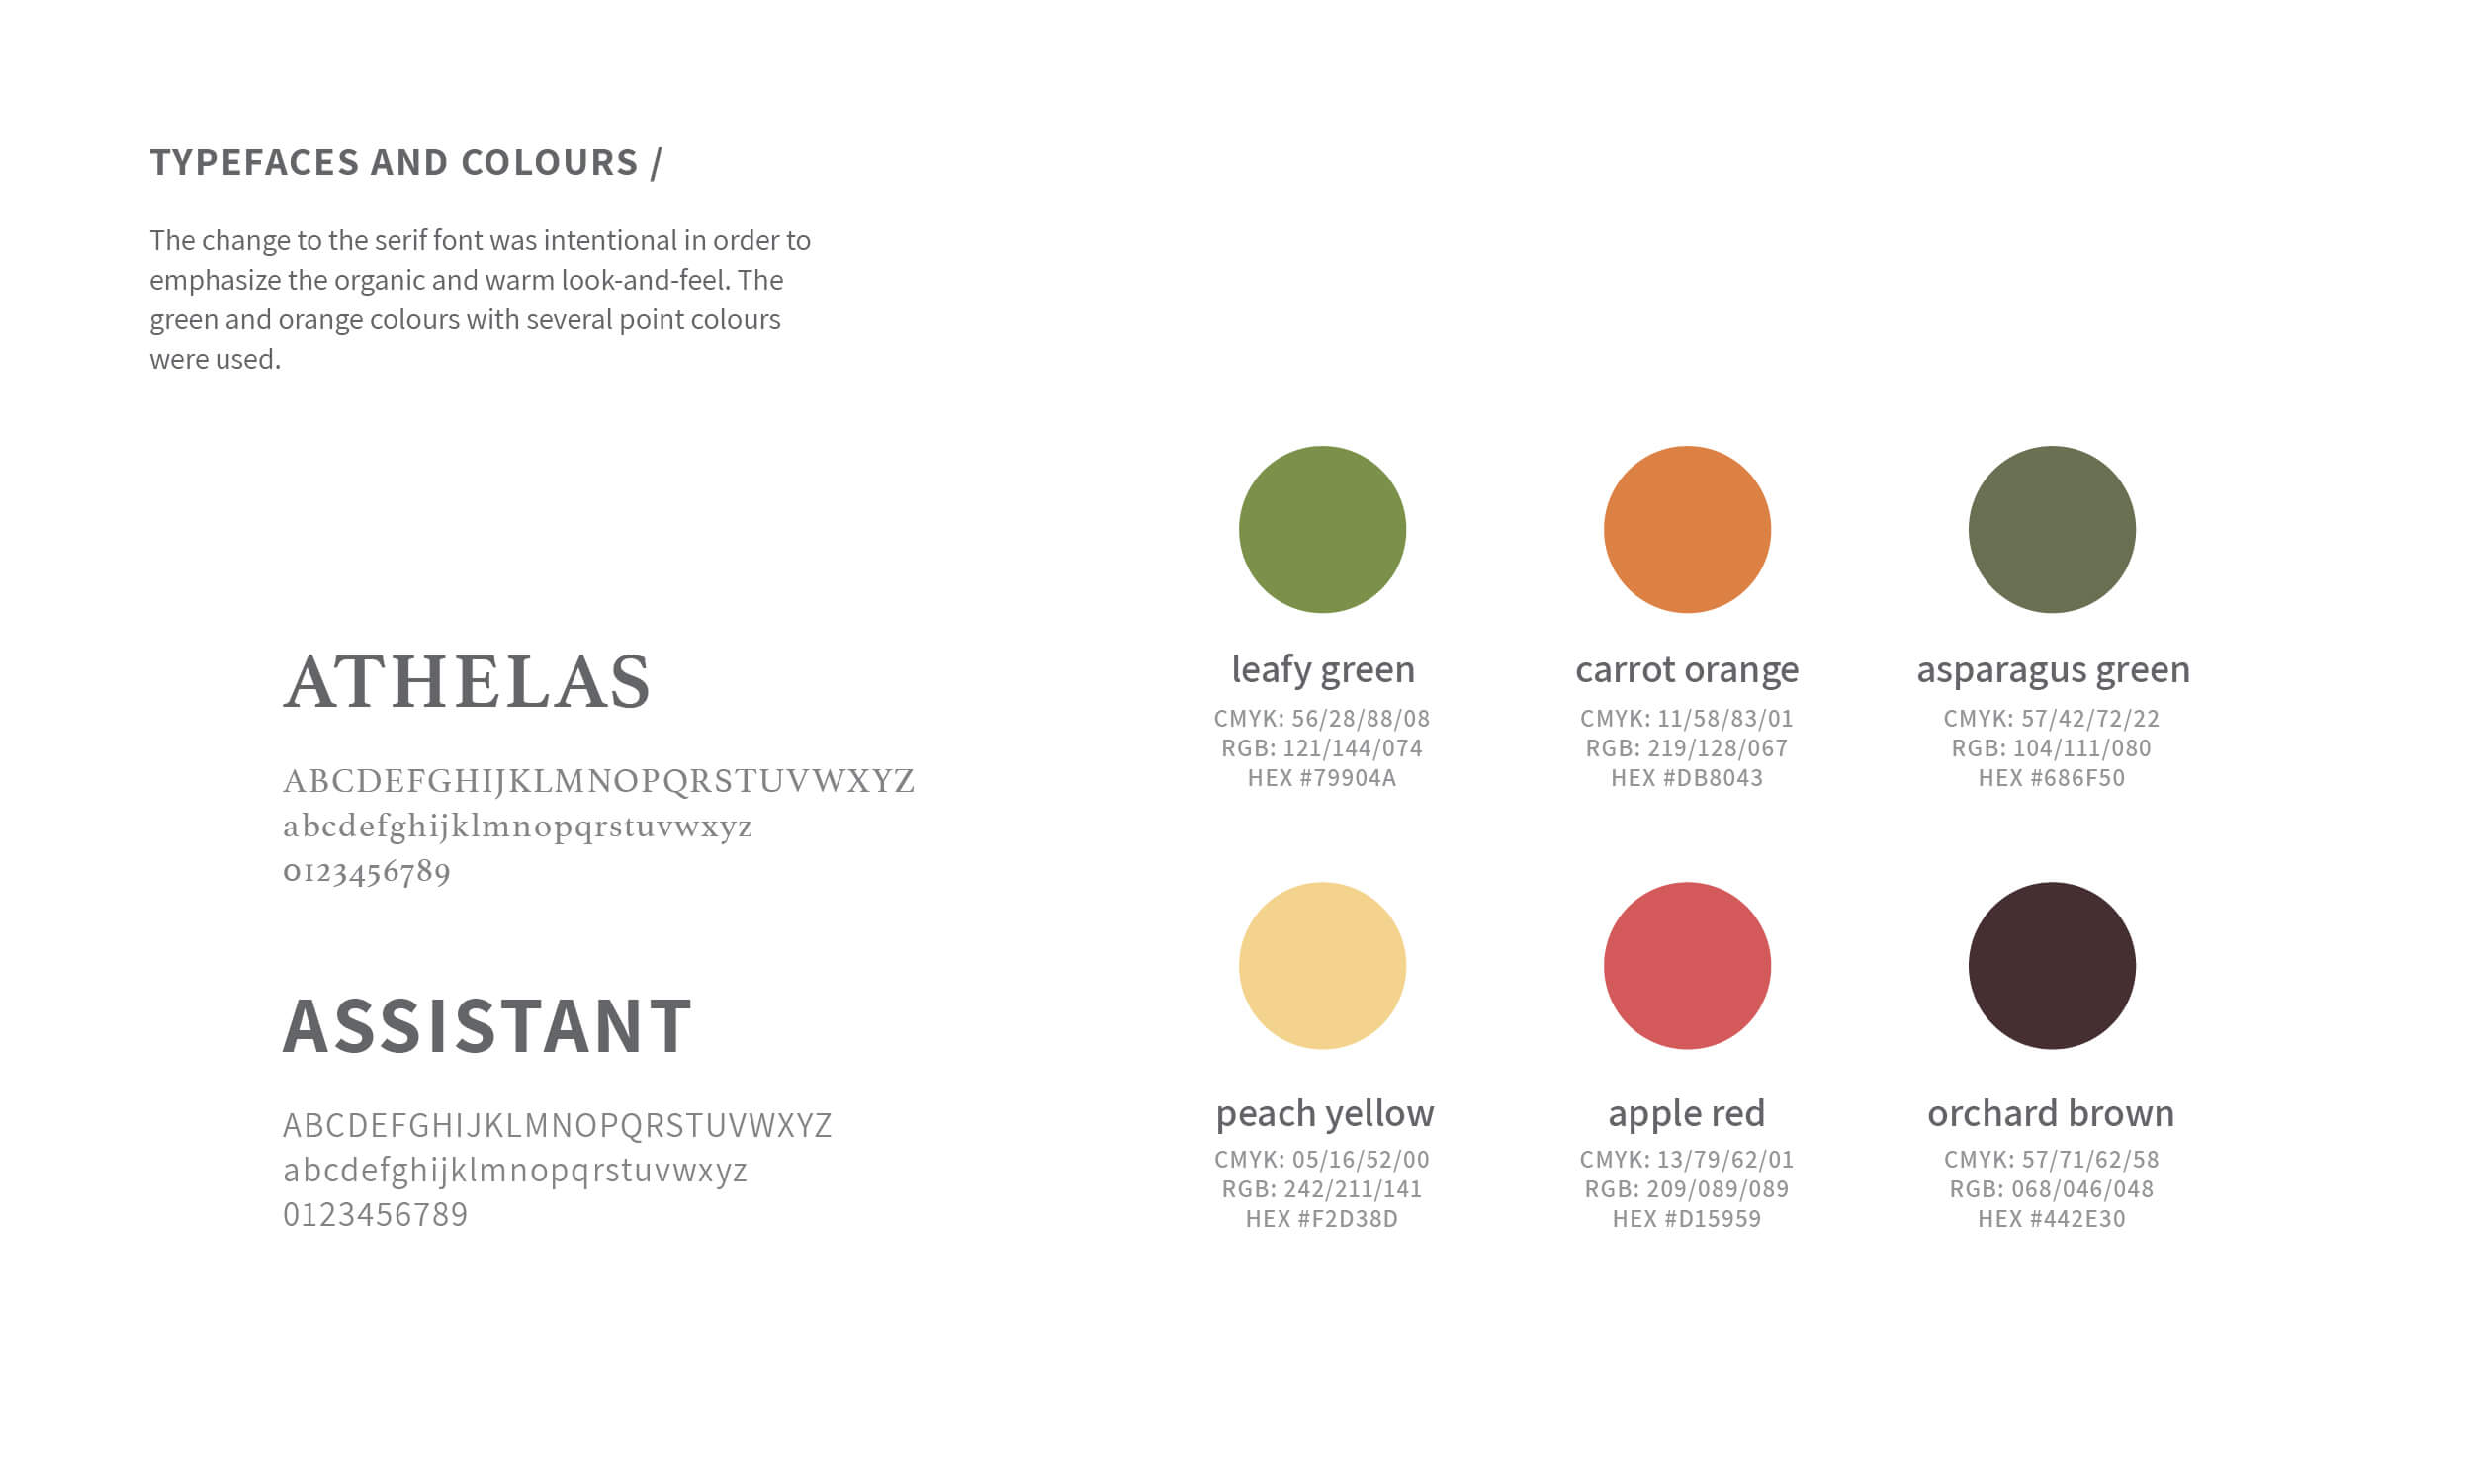 TYPEFACES AND COLOURS /
The change to the serif font was intentional in order to
emphasize the organic and warm look-and-feel. The
green and orange colours with several point colours
were used.
ATHELAS
ABCDEFGHIJKLMNOPQRSTUVWXYZ
abcdefghijklmnopqrstuvwxyz
0123456789
ASSISTANT
ABCDEFGHIJKLMNOPQRSTUVWXYZ
abcdefghijklmnopqrstuvwxyz
0123456789
leafy green
CMYK: 56/28/88/08
RGB: 121/144/074
HEX #79904A
carrot orange
CMYK: 11/58/83/01
RGB: 219/128/067
HEX #DB8043
asparagus green
CMYK: 57/42/72/22
RGB: 104/111/080
HEX #686F50
peach yellow
CMYK: 05/16/52/00
RGB: 242/211/141
HEX #F2D38D
apple red
CMYK: 13/79/62/01
RGB: 209/089/089
HEX #D15959
orchard brown
CMYK: 57/71/62/58
RGB: 068/046/048
HEX #442E30